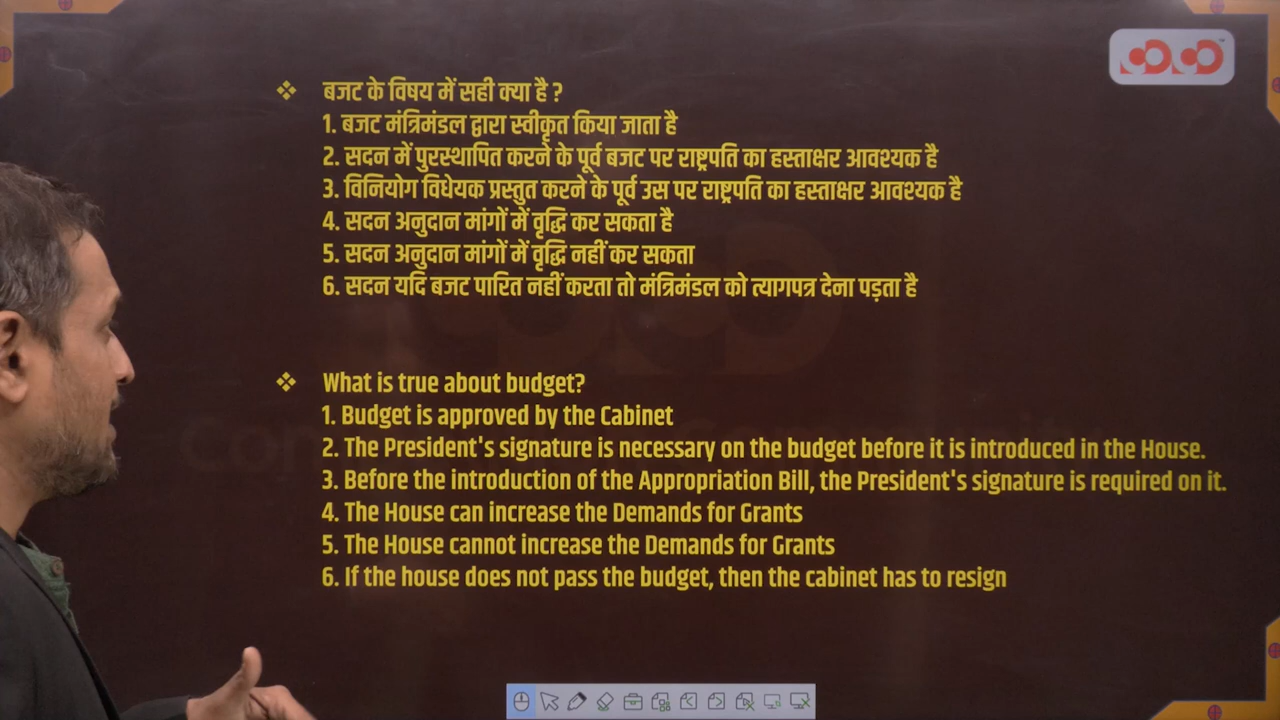 ❖ बजट के विषय में सही क्या है ?
1. बजट मंत्रिमंडल द्वारा स्वीकृत किया जाता है
2. सदन में पुरस्थापित करने के पूर्व बजट पर राष्ट्रपति का हस्ताक्षर आवश्यक है
3. विनियोग विधेयक प्रस्तुत करने के पूर्व उस पर राष्ट्रपति का हस्ताक्षर आवश्यक है
4. सदन अनुदान मांगों में वृद्धि कर सकता है
5. सदन अनुदान मांगों में वृद्धि नहीं कर सकता
6. सदन यदि बजट पारित नहीं करता तो मंत्रिमंडल को त्यागपत्र देना पड़ता है
❖ What is true about budget?
1. Budget is approved by the Cabinet
2. The President's signature is necessary on the budget before it is introduced in the House.
3. Before the introduction of the Appropriation Bill, the President's signature is required on it.
4. The House can increase the Demands for Grants
5. The House cannot increase the Demands for Grants
6. If the house does not pass the budget, then the cabinet has to resign